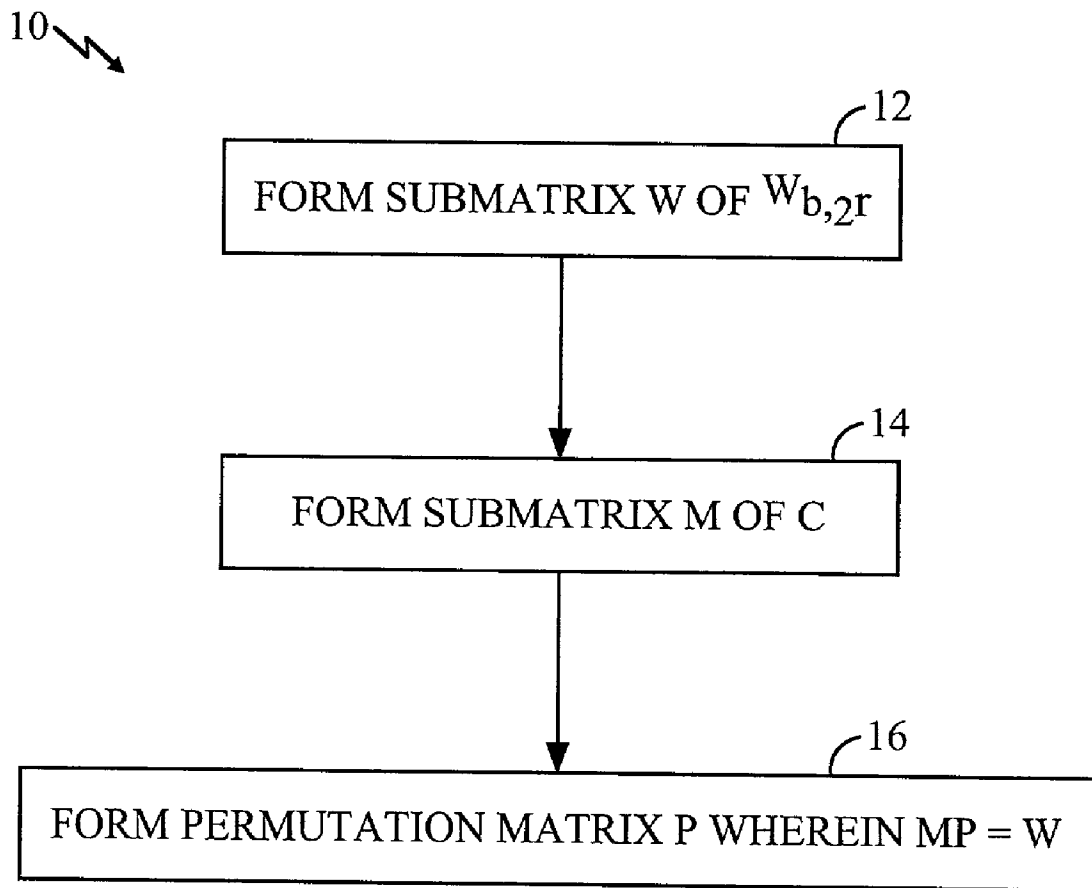 10
12
FORM SUBMATRIX W OF Wb,2r
14
FORM SUBMATRIX M OF C
16
FORM PERMUTATION MATRIX P WHEREIN MP = W